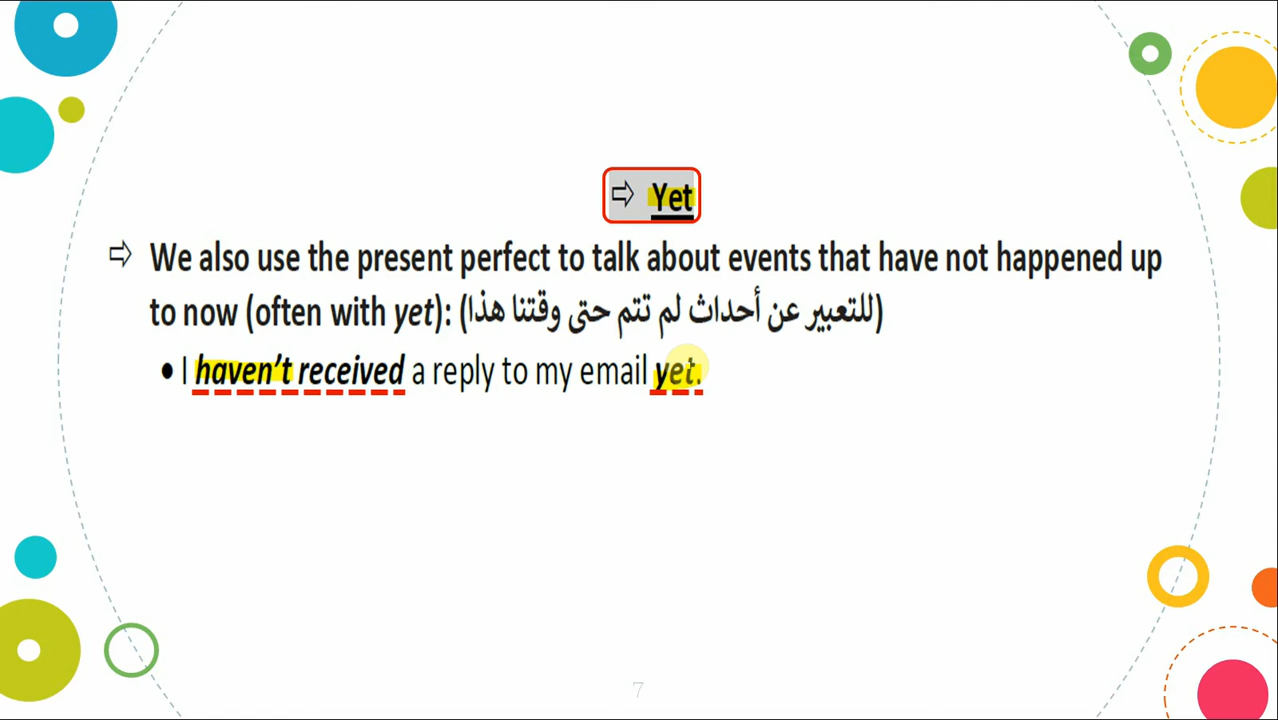 ⇨ Yet
⇨ We also use the present perfect to talk about events that have not happened up
to now (often with yet): (للتعبير عن أحداث لم تتم حتى وقتنا هذا)
• I haven't received a reply to my email yet.
7